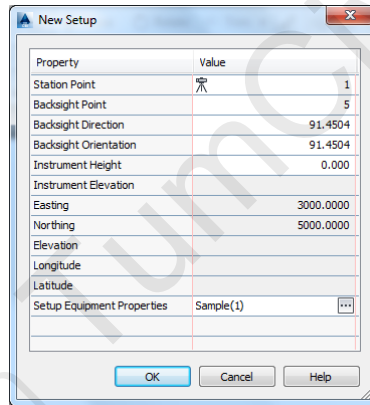 New Setup
Property Value
Station Point 1
Backsight Point 5
Backsight Direction 91.4504
Backsight Orientation 91.4504
Instrument Height 0.000
Instrument Elevation
Easting 3000.0000
Northing 5000.0000
Elevation
Longitude
Latitude
Setup Equipment Properties Sample(1) ...
OK Cancel Help